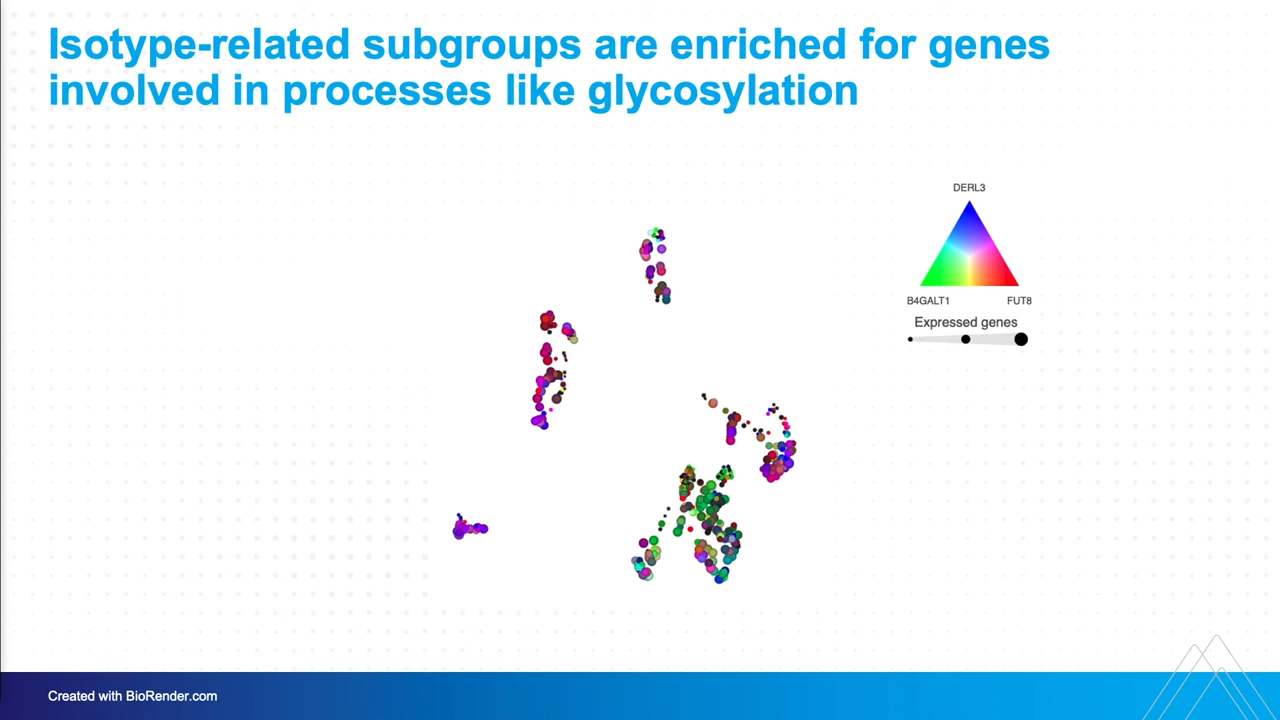 Isotype-related subgroups are enriched for genes
involved in processes like glycosylation
DERL3
B4GALT1 FUT8
Expressed genes
Created with BioRender.com